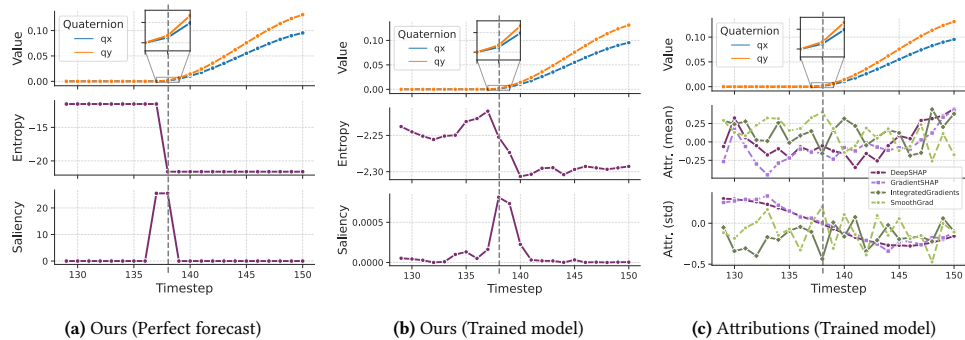 Quaternion
qx
qy
Value
0.10
0.05
0.00
Entropy
−15
−20
Saliency
20
10
0
130
135
140
145
150
Timestep
(a) Ours (Perfect forecast)
Quaternion
qx
qy
Value
0.10
0.05
0.00
Entropy
−2.25
−2.30
Saliency
0.0005
0.0000
130
135
140
145
150
Timestep
(b) Ours (Trained model)
Quaternion
qx
qy
Value
0.10
0.05
0.00
Attr. (mean)
0.25
0.00
−0.25
DeepSHAP
GradientSHAP
IntegratedGradients
SmoothGrad
Attr. (std)
0.0
−0.5
130
135
140
145
150
Timestep
(c) Attributions (Trained model)